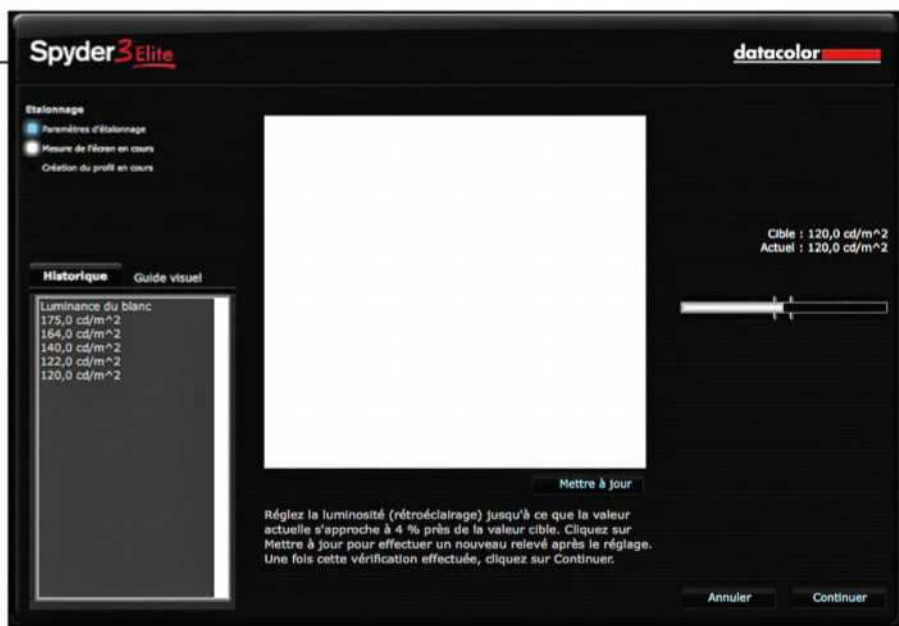 Spyder3Elite
datacolor
Etalonnage
Paramètres d'étalonnage
Mesure de l'écran en cours
Création du profil en cours
Cible : 120,0 cd/m^2
Actuel : 120,0 cd/m^2
Historique Guide visuel
Luminance du blanc
175,0 cd/m^2
164,0 cd/m^2
140,0 cd/m^2
122,0 cd/m^2
120,0 cd/m^2
Mettre à jour
Réglez la luminosité (rétroéclairage) jusqu'à ce que la valeur
actuelle s'approche à 4 % près de la valeur cible. Cliquez sur
Mettre à jour pour effectuer un nouveau relevé après le réglage.
Une fois cette vérification effectuée, cliquez sur Continuer.
Annuler Continuer